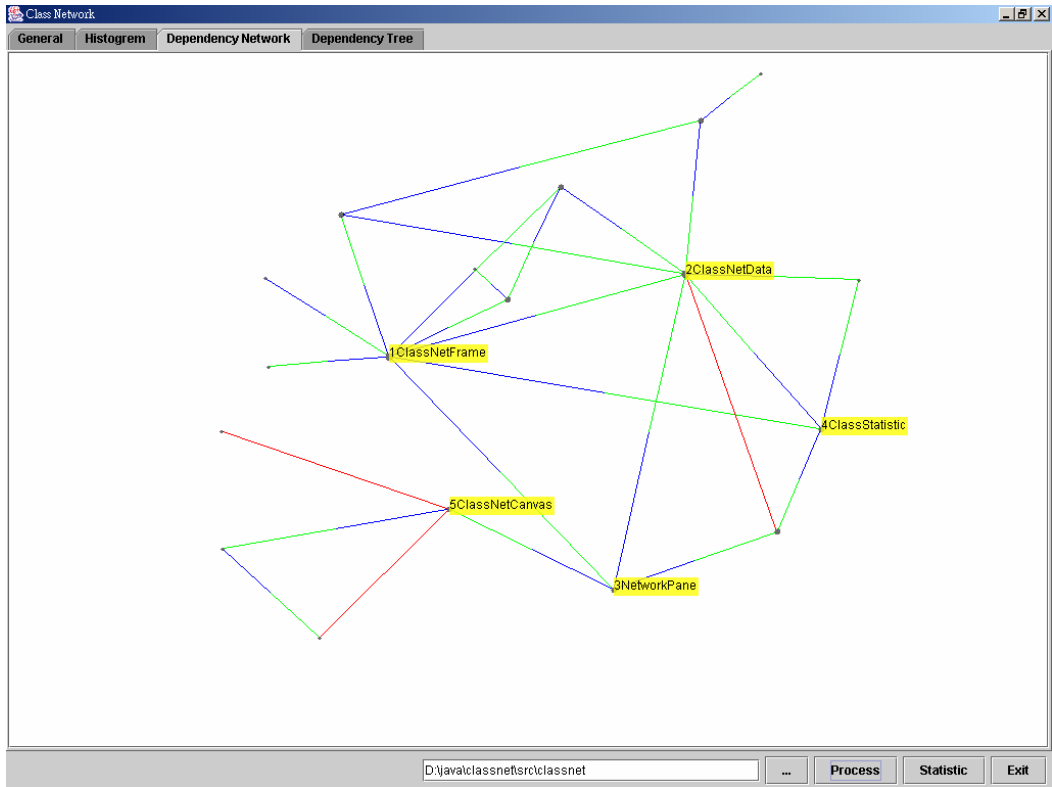 Class Network
General Histogrem Dependency Network Dependency Tree
2ClassNetData
1ClassNetFrame
4ClassStatistic
5ClassNetCanvas
3NetworkPane
D:\java\classnet\src\classnet ... Process Statistic Exit